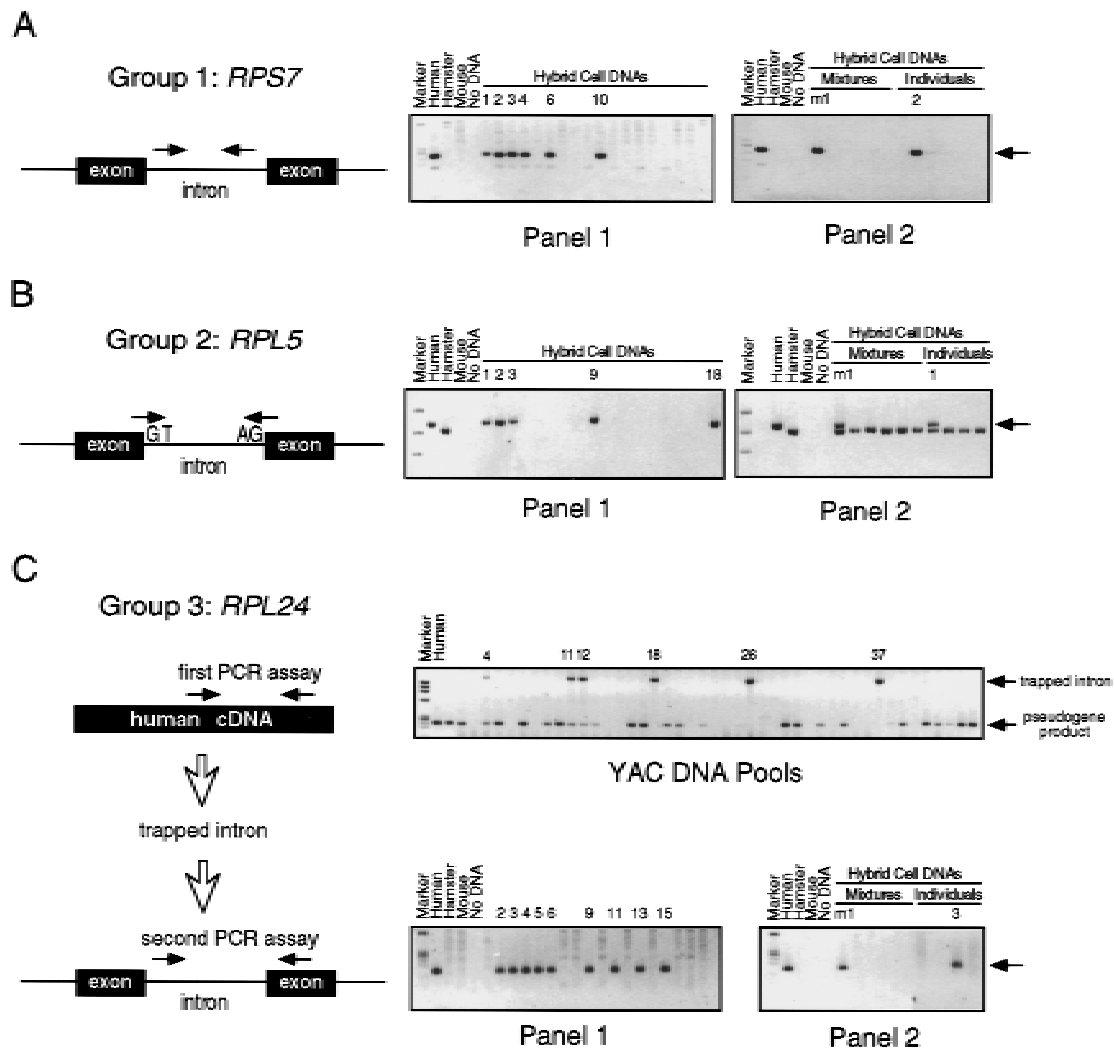 A
Group 1: RPS7
exon
exon
intron
Marker
Human
Hamster
Mouse
No DNA
Hybrid Cell DNAs
1 2 3 4 6 10
Panel 1
Marker
Human
Hamster
Mouse
No DNA
Hybrid Cell DNAs
Mixtures Individuals
m1 2
Panel 2
B
Group 2: RPL5
GT AG
exon
exon
intron
Marker
Human
Hamster
Mouse
No DNA
Hybrid Cell DNAs
1 2 3 9 18
Panel 1
Marker
Human
Hamster
Mouse
No DNA
Hybrid Cell DNAs
Mixtures Individuals
m1 1
Panel 2
C
Group 3: RPL24
first PCR assay
human cDNA
trapped intron
second PCR assay
exon
exon
intron
Marker
Human
4 11 12 18 26 37
trapped intron
pseudogene
product
YAC DNA Pools
Marker
Human
Hamster
Mouse
No DNA
2 3 4 5 6 9 11 13 15
Panel 1
Marker
Human
Hamster
Mouse
No DNA
Hybrid Cell DNAs
Mixtures Individuals
m1 3
Panel 2